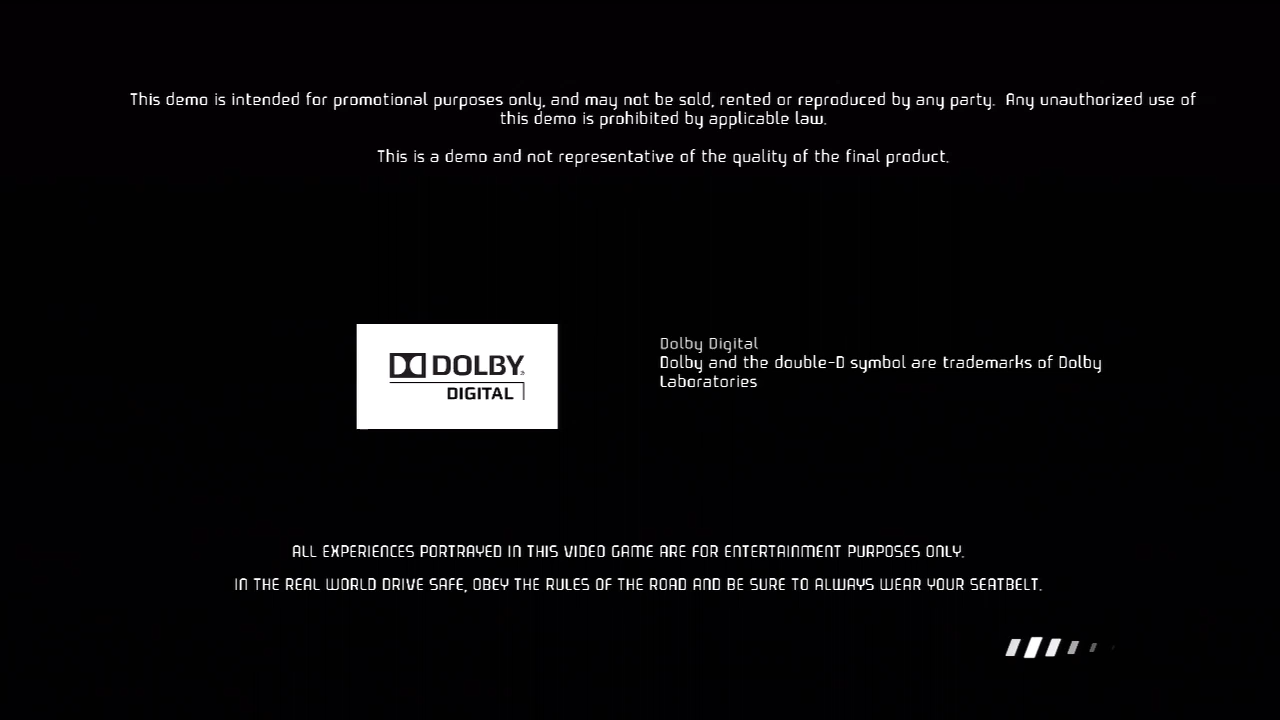 This demo is intended for promotional purposes only, and may not be sold, rented or reproduced by any party.  Any unauthorized use of
this demo is prohibited by applicable law.
This is a demo and not representative of the quality of the final product.
DOLBY
DIGITAL
Dolby Digital
Dolby and the double-D symbol are trademarks of Dolby
Laboratories
ALL EXPERIENCES PORTRAYED IN THIS VIDEO GAME ARE FOR ENTERTAINMENT PURPOSES ONLY.
IN THE REAL WORLD DRIVE SAFE, OBEY THE RULES OF THE ROAD AND BE SURE TO ALWAYS WEAR YOUR SEATBELT.